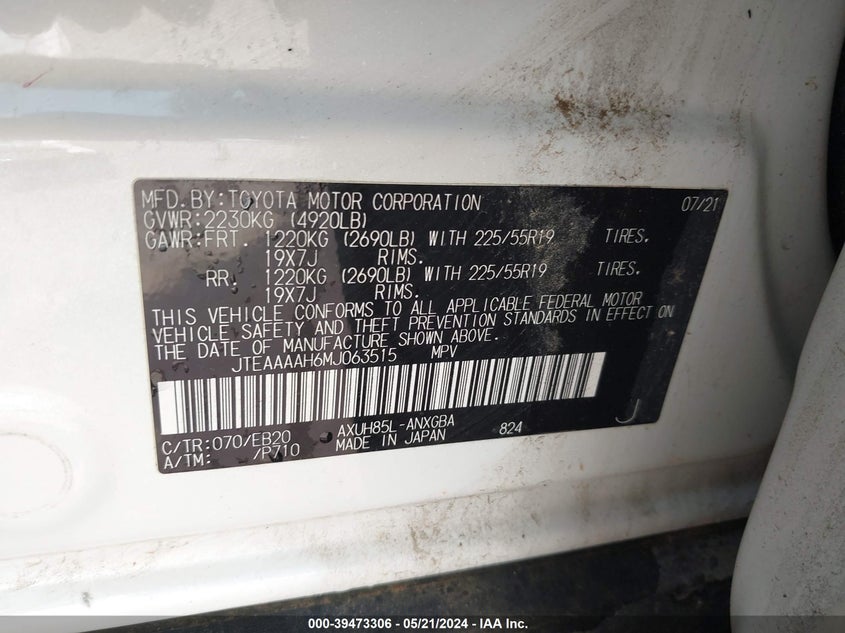 MFD.BY:TOYOTA MOTOR CORPORATION 07/21
GVWR:2230KG (4920LB)
GAWR:FRT. 1220KG (2690LB) WITH 225/55R19 TIRES.
19X7J RIMS.
RR. 1220KG (2690LB) WITH 225/55R19 TIRES.
19X7J RIMS.
THIS VEHICLE CONFORMS TO ALL APPLICABLE FEDERAL MOTOR
VEHICLE SAFETY AND THEFT PREVENTION STANDARDS IN EFFECT ON
THE DATE OF MANUFACTURE SHOWN ABOVE.
JTEAAAAH6MJ063515 MPV
C/TR:070/EB20 AXUH85L-ANXGBA 824 J
A/TM: /P710 MADE IN JAPAN
000-39473306 - 05/21/2024 - IAA Inc.